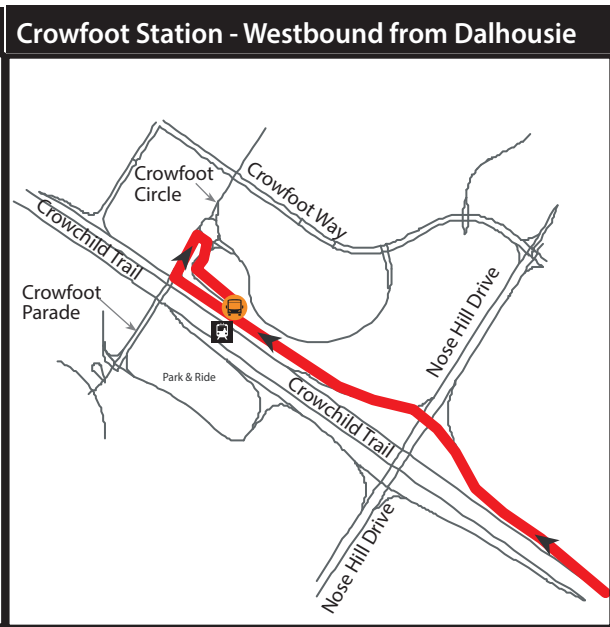 Crowfoot Station - Westbound from Dalhousie
Crowfoot
Circle
Crowfoot Way
Crowchild Trail
Crowfoot
Parade
Nose Hill Drive
Park & Ride
Crowchild Trail
Nose Hill Drive